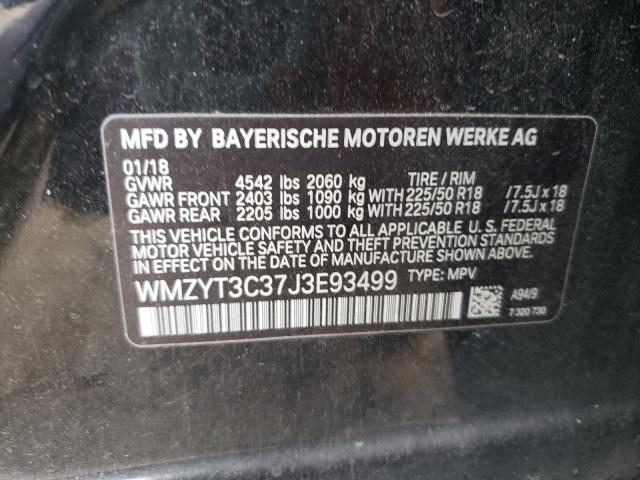 MFD BY BAYERISCHE MOTOREN WERKE AG
01/18
GVWR 4542 lbs 2060 kg TIRE / RIM
GAWR FRONT 2403 lbs 1090 kg WITH 225/50 R18 /7.5J x 18
GAWR REAR 2205 lbs 1000 kg WITH 225/50 R18 /7.5J x 18
THIS VEHICLE CONFORMS TO ALL APPLICABLE U. S. FEDERAL
MOTOR VEHICLE SAFETY AND THEFT PREVENTION STANDARDS
IN EFFECT ON THE DATE OF MANUFACTURE SHOWN ABOVE.
WMZYT3C37J3E93499 TYPE: MPV
A94/9
7 320 730